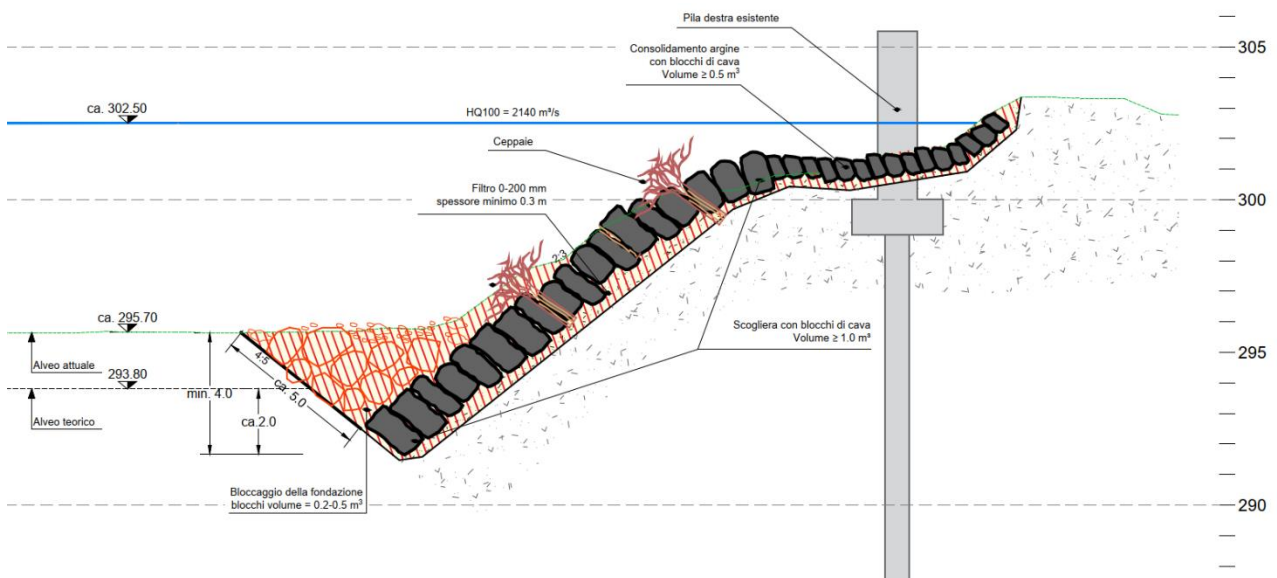 Pila destra esistente
305
Consolidamento argine
con blocchi di cava
Volume ≥ 0.5 m³
ca. 302.50
HQ100 = 2140 m³/s
Ceppaie
Filtro 0-200 mm
spessore minimo 0.3 m
300
2:3
ca. 295.70
Scogliera con blocchi di cava
Volume ≥ 1.0 m³
295
Alveo attuale
4:5
293.80
min. 4.0
ca. 5.0
ca.2.0
Alveo teorico
Bloccaggio della fondazione
blocchi volume = 0.2-0.5 m³
290